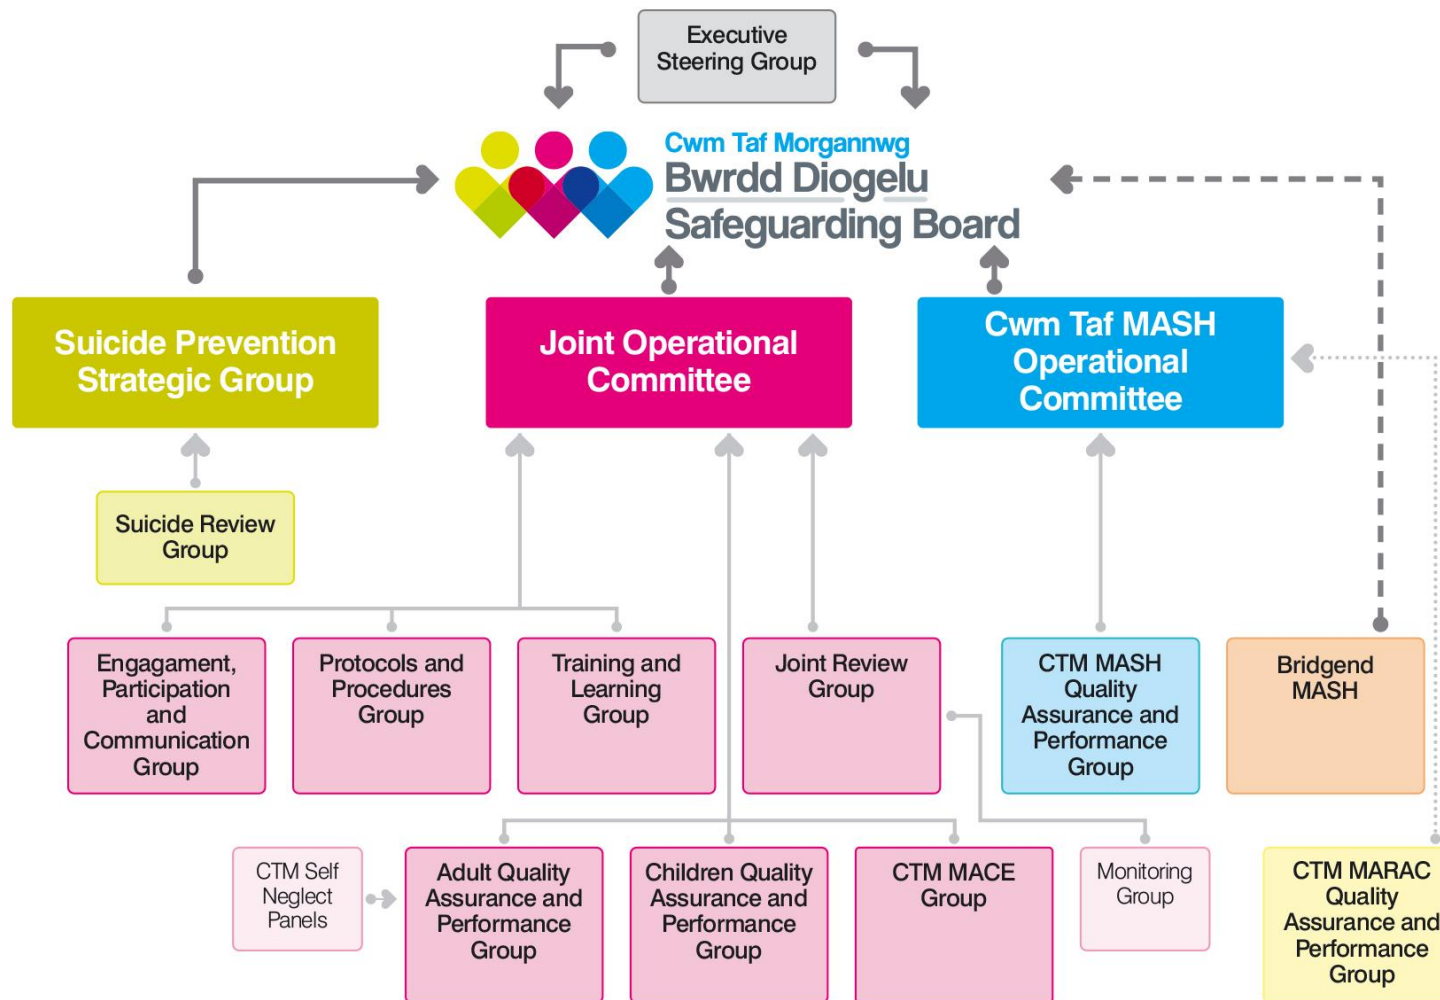 Executive
Steering Group
Cwm Taf Morgannwg
Bwrdd Diogelu
Safeguarding Board
Suicide Prevention
Strategic Group
Joint Operational
Committee
Cwm Taf MASH
Operational
Committee
Suicide Review
Group
Engagament,
Participation
and
Communication
Group
Protocols and
Procedures
Group
Training and
Learning
Group
Joint Review
Group
CTM MASH
Quality
Assurance and
Performance
Group
Bridgend
MASH
CTM Self
Neglect
Panels
Adult Quality
Assurance and
Performance
Group
Children Quality
Assurance and
Performance
Group
CTM MACE
Group
Monitoring
Group
CTM MARAC
Quality
Assurance and
Performance
Group